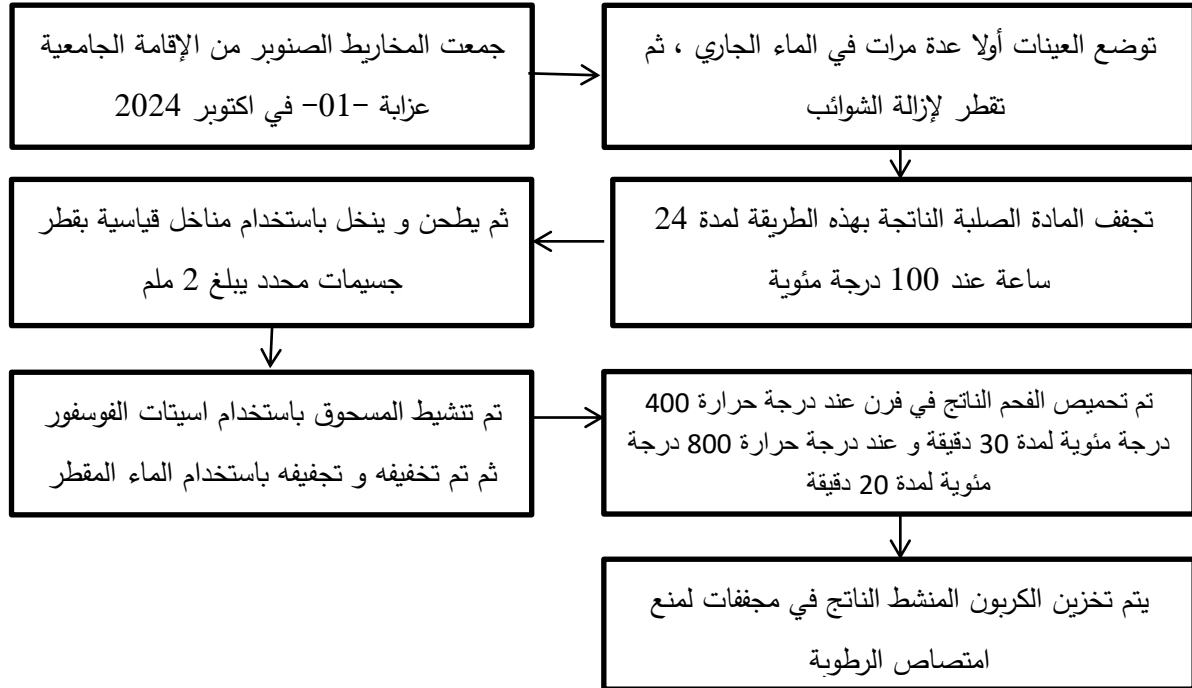 جمعت المخاريط الصنوبر من الإقامة الجامعية
عزابة -01- في اكتوبر 2024
توضع العينات أولا عدة مرات في الماء الجاري ، ثم
تقطر لإزالة الشوائب
تجفف المادة الصلبة الناتجة بهذه الطريقة لمدة 24
ساعة عند 100 درجة مئوية
ثم يطحن و ينخل باستخدام مناخل قياسية بقطر
جسيمات محدد يبلغ 2 ملم
تم تنشيط المسحوق باستخدام اسيتات الفوسفور
ثم تم تخفيفه و تجفيفه باستخدام الماء المقطر
تم تحميص الفحم الناتج في فرن عند درجة حرارة 400
درجة مئوية لمدة 30 دقيقة و عند درجة حرارة 800 درجة
مئوية لمدة 20 دقيقة
يتم تخزين الكربون المنشط الناتج في مجففات لمنع
امتصاص الرطوبة